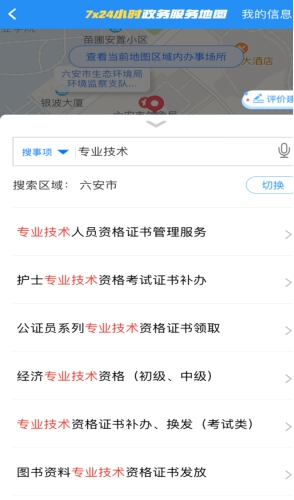 7x24小时政务服务地图
我的信息
苗圃安置小区
查看当前地图区域内办事场所
大酒店
六安市生态环境局
环境监察支队...
银波大厦
评价建
搜事项
专业技术
搜索区域：
六安市
切换
专业技术人员资格证书管理服务
护士专业技术资格考试证书补办
公证员系列专业技术资格证书领取
经济专业技术资格（初级、中级）
专业技术资格证书补办、换发（考试类）
图书资料专业技术资格证书发放